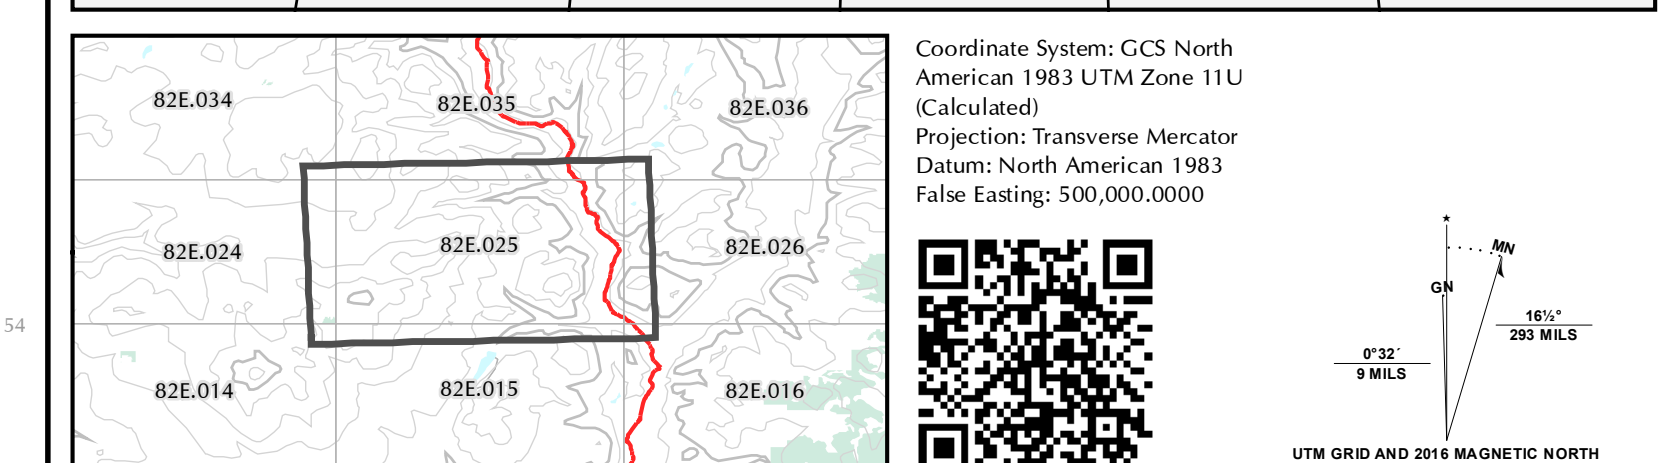 82E.034
82E.035
82E.036
82E.024
82E.025
82E.026
54
82E.014
82E.015
82E.016
Coordinate System: GCS North
American 1983 UTM Zone 11U
(Calculated)
Projection: Transverse Mercator
Datum: North American 1983
False Easting: 500,000.0000
MN
GN
16½°
293 MILS
0°32´
9 MILS
UTM GRID AND 2016 MAGNETIC NORTH